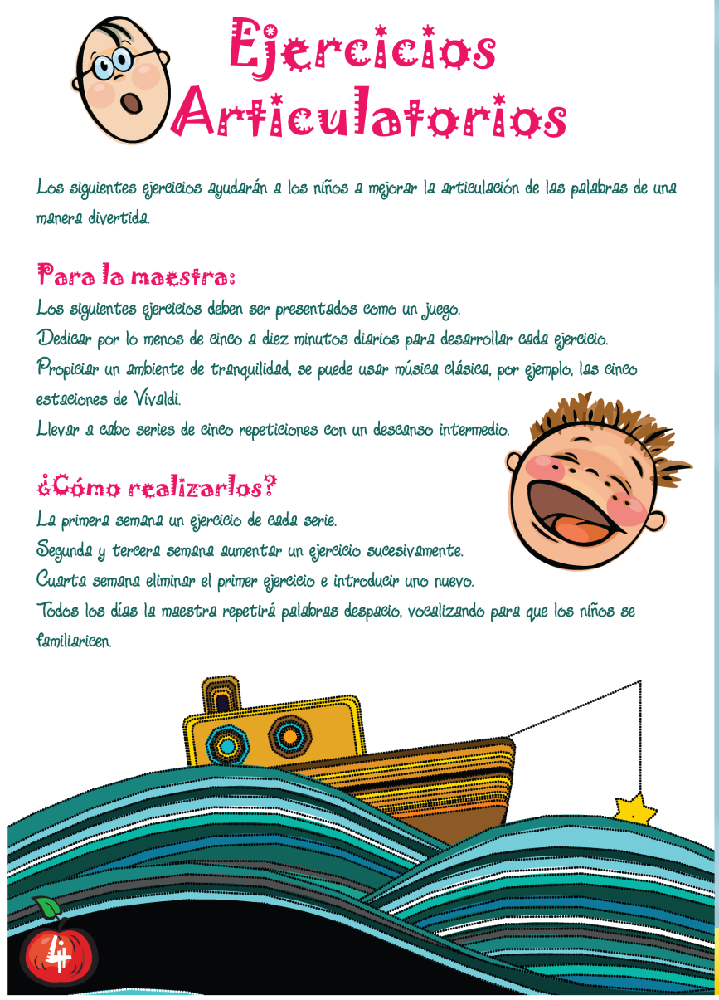 Ejercicios
Articulatorios
Los siguientes ejercicios ayudarán a los niños a mejorar la articulación de las palabras de una
manera divertida.
Para la maestra:
Los siguientes ejercicios deben ser presentados como un juego.
Dedicar por lo menos de cinco a diez minutos diarios para desarrollar cada ejercicio.
Propiciar un ambiente de tranquilidad, se puede usar música clásica, por ejemplo, las cinco
estaciones de Vivaldi.
Llevar a cabo series de cinco repeticiones con un descanso intermedio.
¿Cómo realizarlos?
La primera semana un ejercicio de cada serie.
Segunda y tercera semana aumentar un ejercicio sucesivamente.
Cuarta semana eliminar el primer ejercicio e introducir uno nuevo.
Todos los días la maestra repetirá palabras despacio, vocalizando para que los niños se
familiaricen.
4